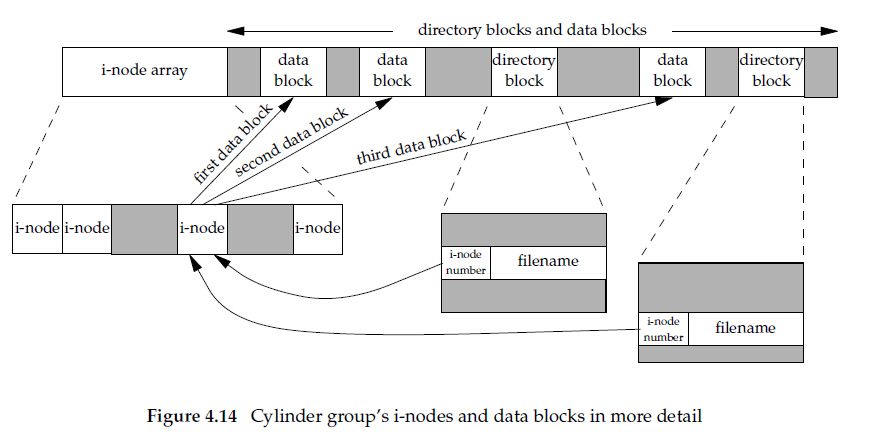 directory blocks and data blocks
i-node array
data
block
data
block
directory
block
data
block
directory
block
first data block
second data block
third data block
i-node
i-node
i-node
i-node
i-node
number
filename
i-node
number
filename
Figure 4.14 Cylinder group's i-nodes and data blocks in more detail